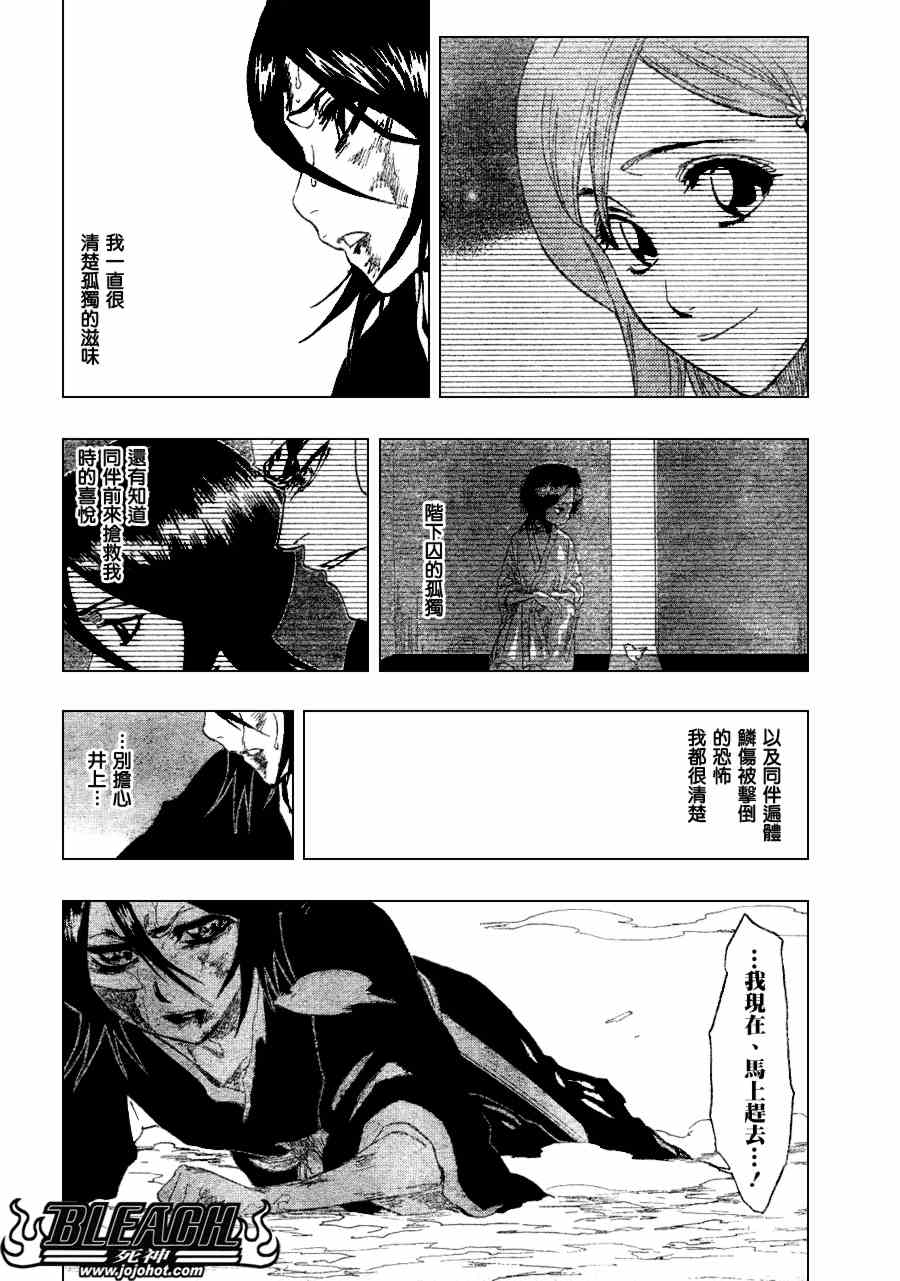 我一直很
清楚孤獨的滋味
階下囚的孤獨
還有知道
同伴前來搶救我
時的喜悅
以及同伴遍體
鱗傷被擊倒
的恐怖
我都很清楚
…別擔心
井上…
…我現在、馬上趕去…！
BLEACH
死神
www.jojohot.com